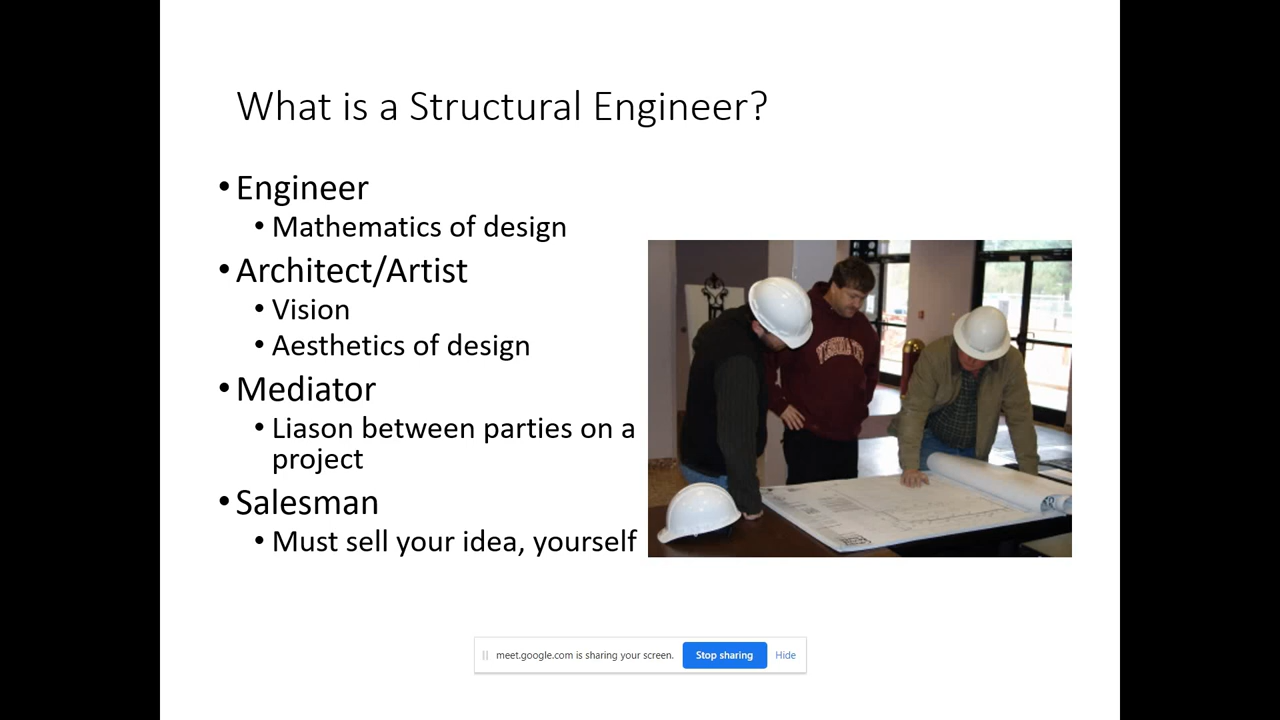 What is a Structural Engineer?
• Engineer
• Mathematics of design
• Architect/Artist
• Vision
• Aesthetics of design
• Mediator
• Liason between parties on a
project
• Salesman
• Must sell your idea, yourself
meet.google.com is sharing your screen. Stop sharing Hide